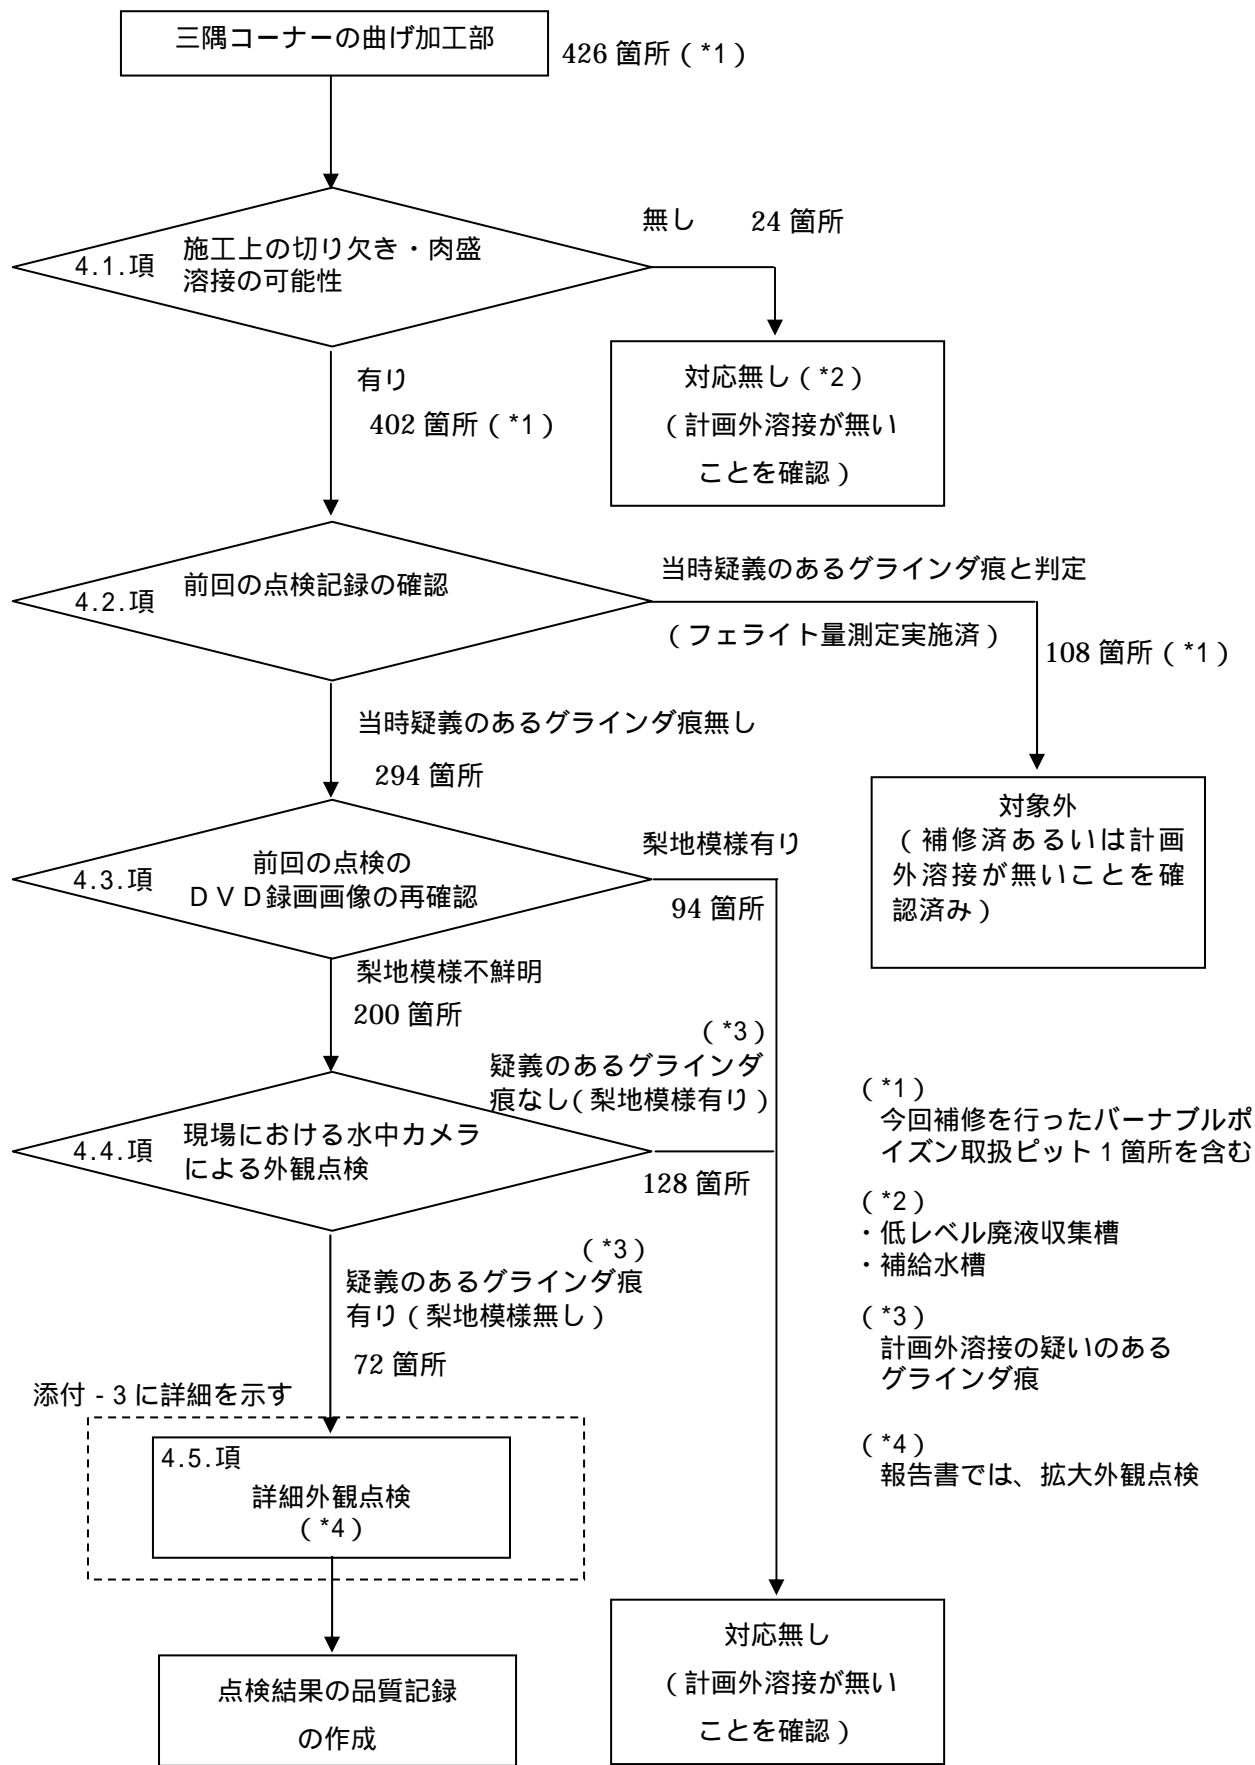 三隅コーナーの曲げ加工部
426 箇所（*1）
無し 24 箇所
4.1.項
施工上の切り欠き・肉盛
溶接の可能性
対応無し（*2）
（計画外溶接が無い
ことを確認）
有り
402 箇所（*1）
4.2.項
前回の点検記録の確認
当時疑義のあるグラインダ痕と判定
（フェライト量測定実施済）
108 箇所（*1）
当時疑義のあるグラインダ痕無し
294 箇所
対象外
（補修済あるいは計画
外溶接が無いことを確
認済み）
4.3.項
前回の点検の
ＤＶＤ録画画像の再確認
梨地模様有り
94 箇所
梨地模様不鮮明
200 箇所
（*3）
疑義のあるグラインダ
痕なし（梨地模様有り）
4.4.項
現場における水中カメラ
による外観点検
128 箇所
（*3）
疑義のあるグラインダ痕
有り（梨地模様無し）
72 箇所
添付‐3に詳細を示す
4.5.項
詳細外観点検
（*4）
点検結果の品質記録
の作成
対応無し
（計画外溶接が無い
ことを確認）
（*1）
今回補修を行ったバーナブルポ
イズン取扱ピット1箇所を含む
（*2）
・低レベル廃液収集槽
・補給水槽
（*3）
計画外溶接の疑いのある
グラインダ痕
（*4）
報告書では、拡大外観点検